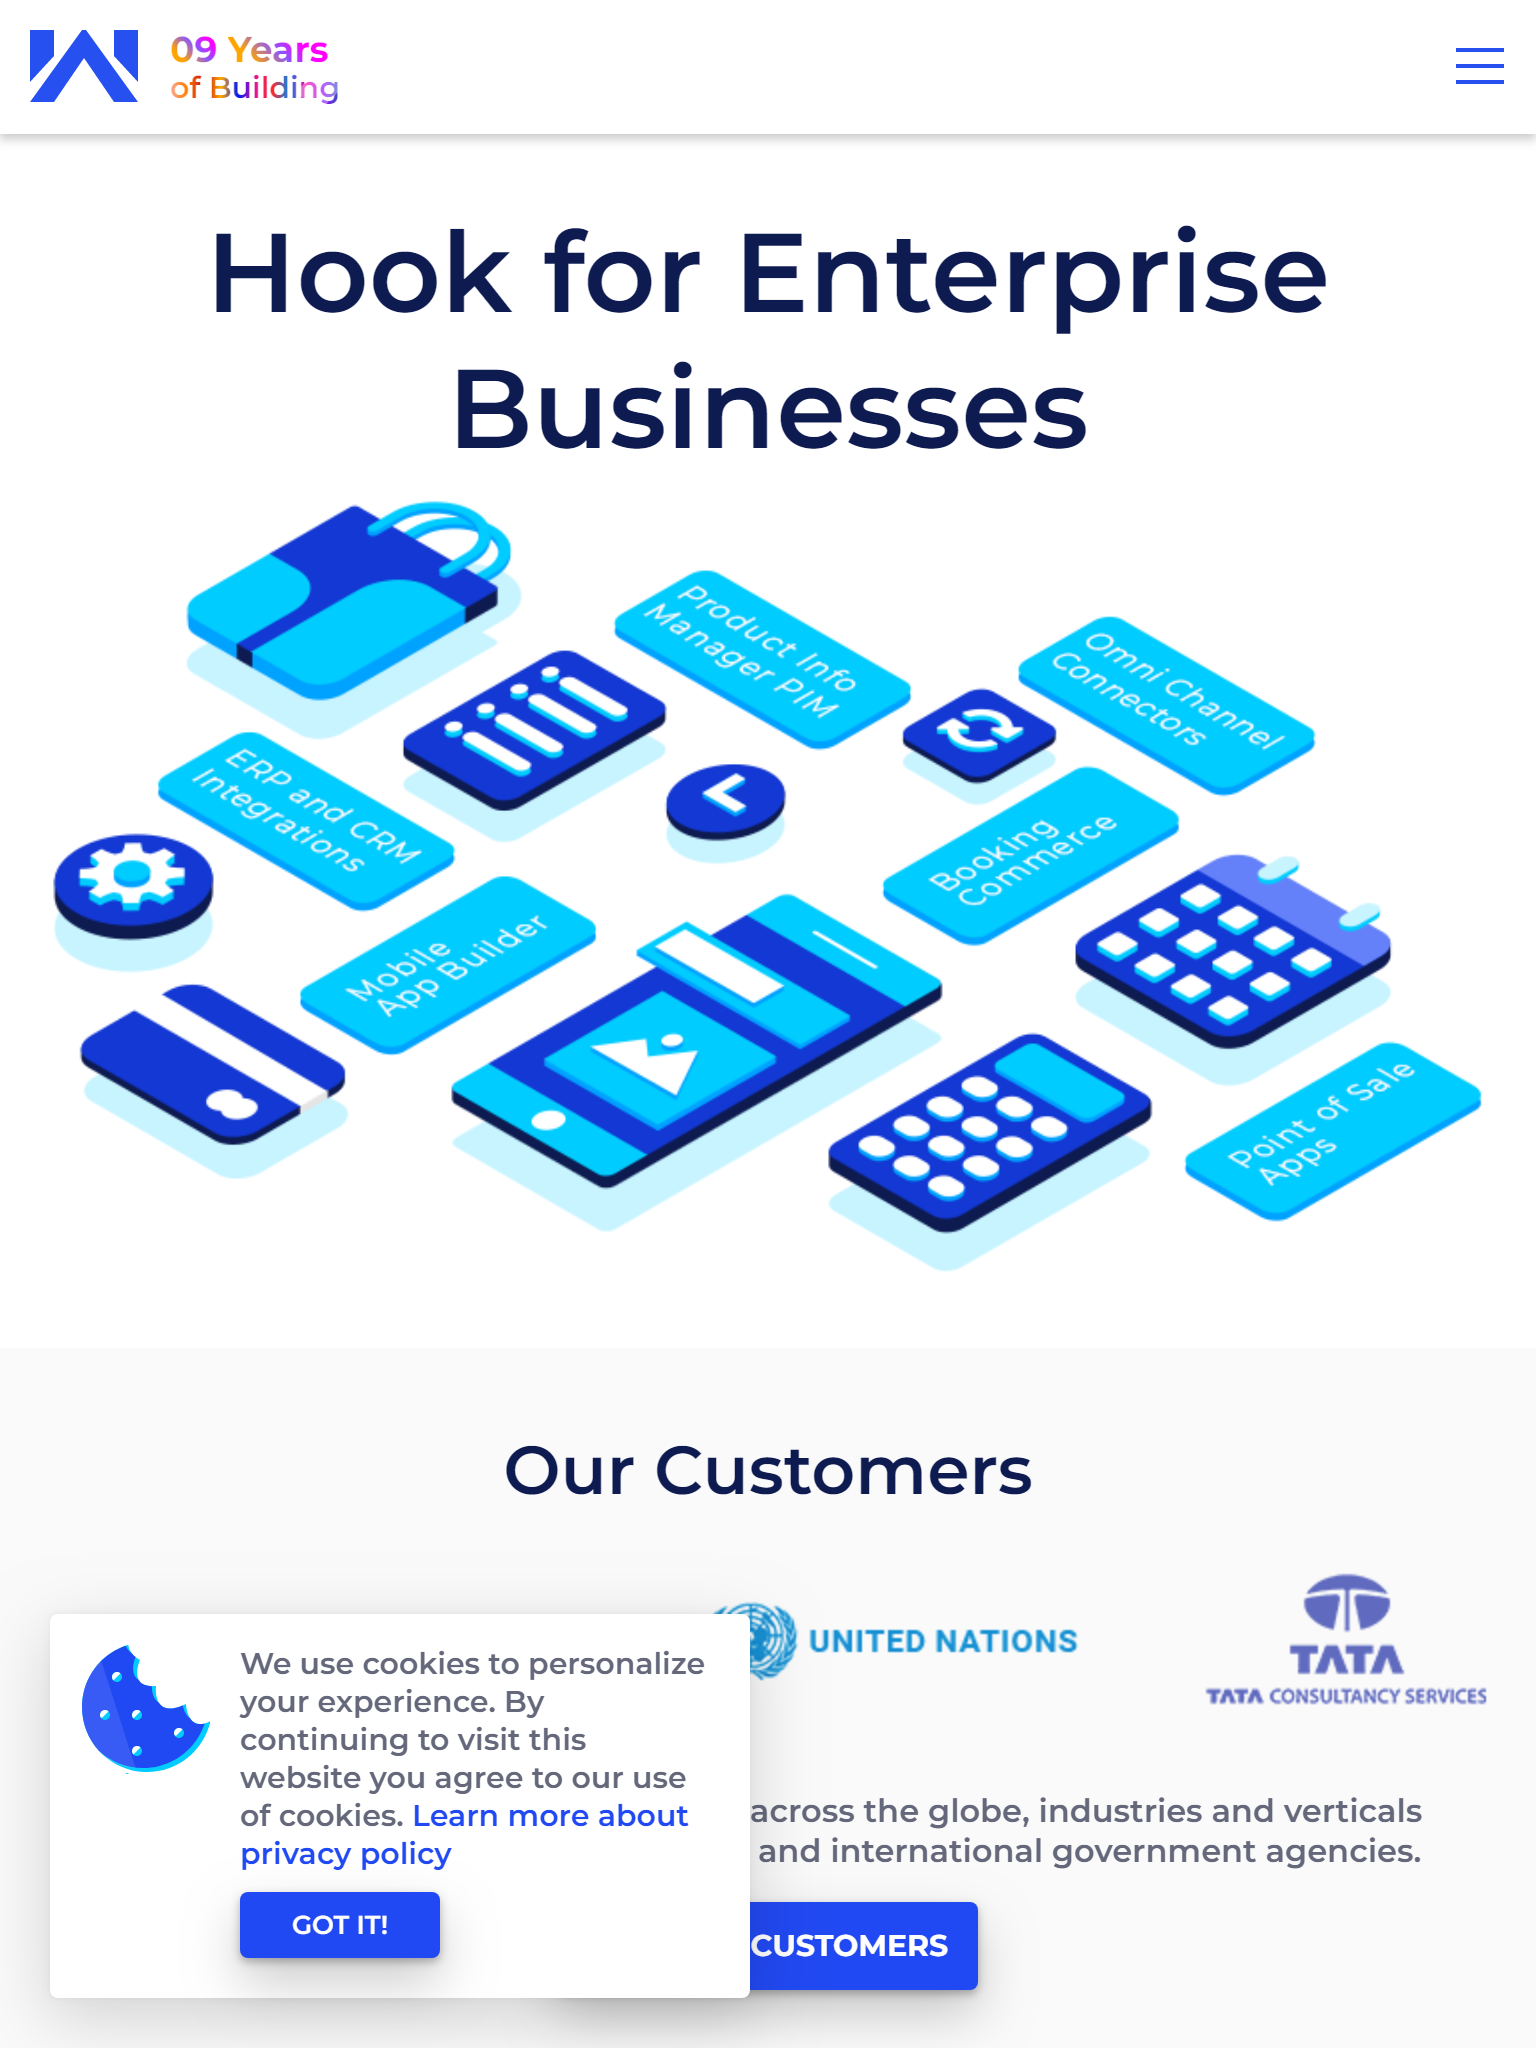 09 Years
of Building
Hook for Enterprise
Businesses
Product Info
Manager PIM
Omni Channel
Connectors
ERP and CRM
Integrations
Booking
Commerce
Mobile
App Builder
Point of Sale
Apps
Our Customers
UNITED NATIONS
TATA
TATA CONSULTANCY SERVICES
We use cookies to personalize
your experience. By
continuing to visit this
website you agree to our use
of cookies. Learn more about
privacy policy
GOT IT!
across the globe, industries and verticals
and international government agencies.
CUSTOMERS